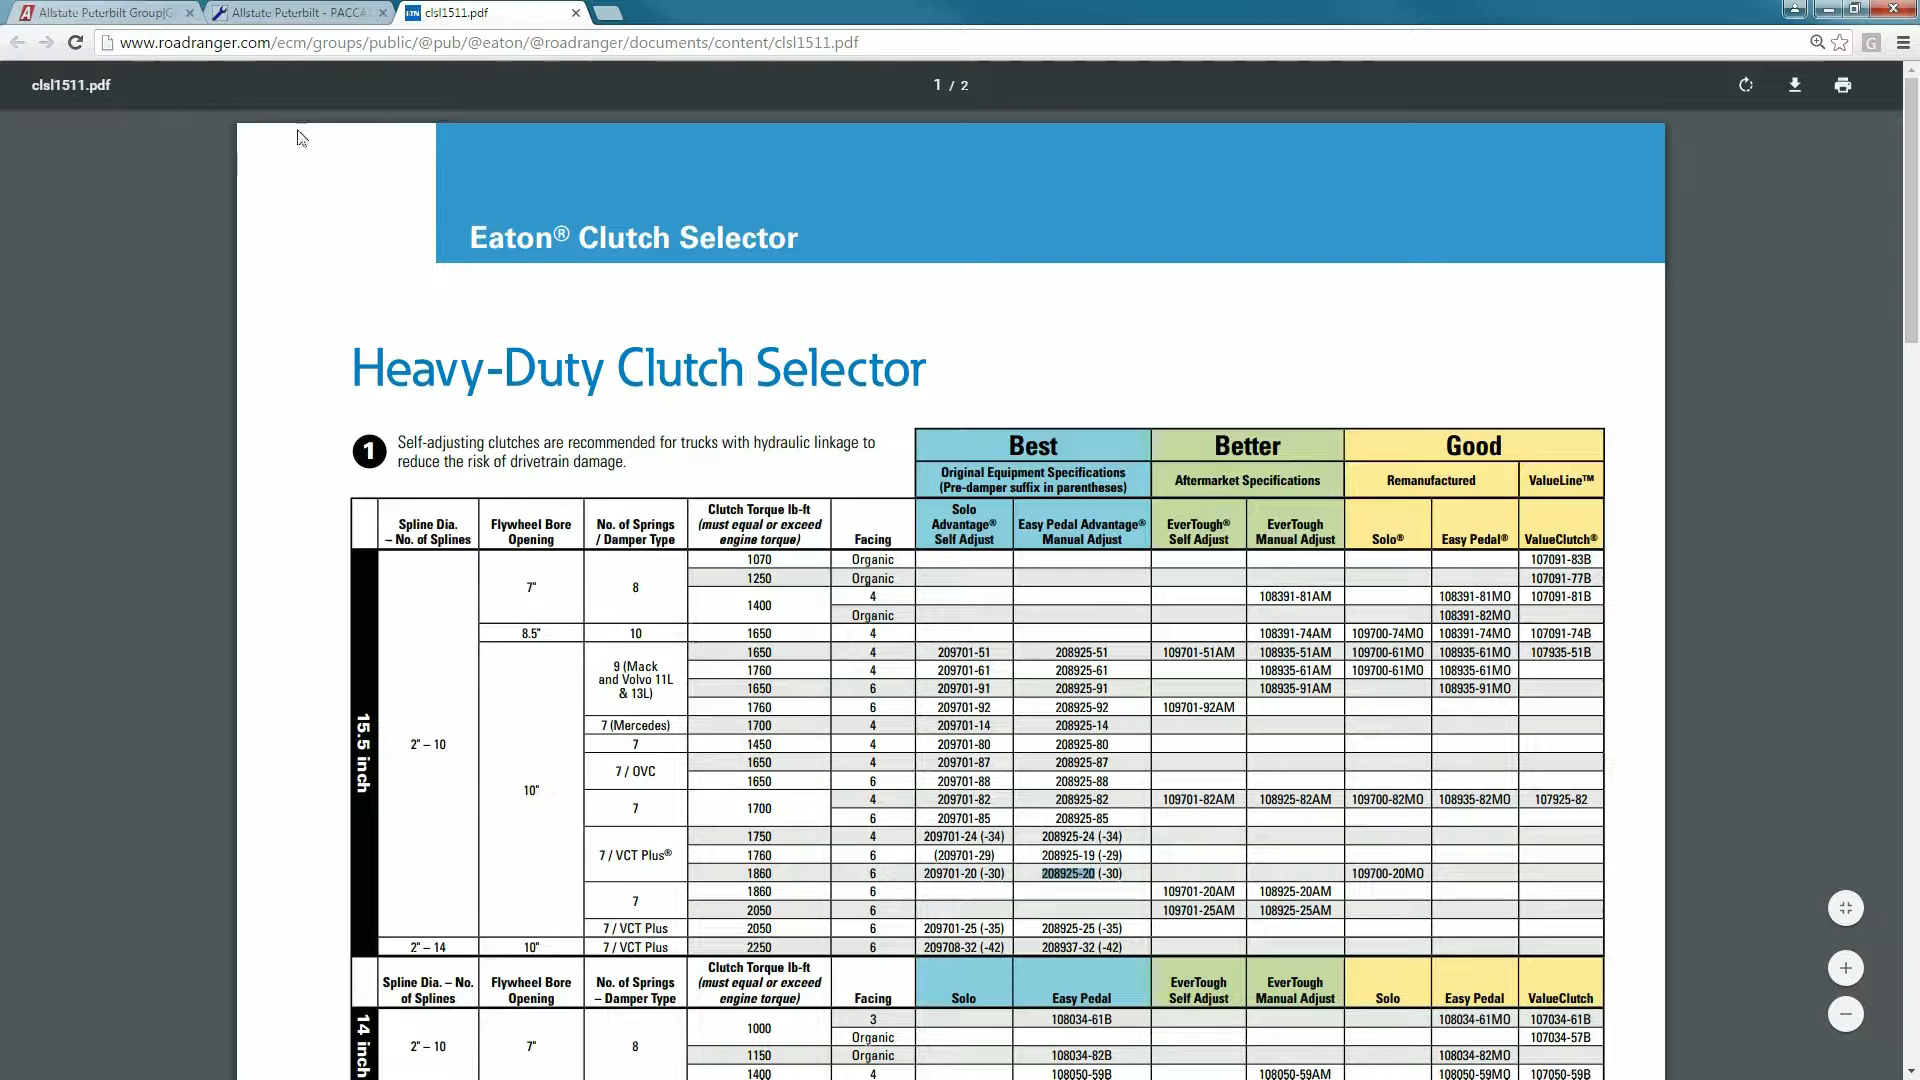 Allstate Peterbilt Group|G
Allstate Peterbilt - PACCA
clsl1511.pdf
www.roadranger.com/ecm/groups/public/@pub/@eaton/@roadranger/documents/content/clsl1511.pdf
clsl1511.pdf
1 / 2
Eaton® Clutch Selector
Heavy-Duty Clutch Selector
1 Self-adjusting clutches are recommended for trucks with hydraulic linkage to
reduce the risk of drivetrain damage.
Best Better Good
Original Equipment Specifications
(Pre-damper suffix in parentheses)
Aftermarket Specifications
Remanufactured
ValueLine™
Spline Dia.
– No. of Splines
Flywheel Bore
Opening
No. of Springs
/ Damper Type
Clutch Torque lb-ft
(must equal or exceed
engine torque)
Facing
Solo
Advantage®
Self Adjust
Easy Pedal Advantage®
Manual Adjust
EverTough®
Self Adjust
EverTough
Manual Adjust
Solo®
Easy Pedal®
ValueClutch®
15.5 inch
2" – 10
7"
8
1070 Organic 107091-83B
1250 Organic 107091-77B
1400
4 108391-81AM 108391-81MO 107091-81B
Organic 108391-82MO
8.5" 10 1650 4 108391-74AM 109700-74MO 108391-74MO 107091-74B
10"
9 (Mack
and Volvo 11L
& 13L)
1650 4 209701-51 208925-51 109701-51AM 108935-51AM 109700-61MO 108935-61MO 107935-51B
1760 4 209701-61 208925-61 108935-61AM 109700-61MO 108935-61MO
1650 6 209701-91 208925-91 108935-91AM 108935-91MO
1760 6 209701-92 208925-92 109701-92AM
7 (Mercedes) 1700 4 209701-14 208925-14
7 1450 4 209701-80 208925-80
7 / OVC
1650 4 209701-87 208925-87
1650 6 209701-88 208925-88
7
1700
4 209701-82 208925-82 109701-82AM 108925-82AM 109700-82MO 108935-82MO 107925-82
6 209701-85 208925-85
7 / VCT Plus®
1750 4 209701-24 (-34) 208925-24 (-34)
1760 6 (209701-29) 208925-19 (-29)
1860 6 209701-20 (-30) 208925-20 (-30) 109700-20MO
7
1860 6 109701-20AM 108925-20AM
2050 6 109701-25AM 108925-25AM
7 / VCT Plus 2050 6 209701-25 (-35) 208925-25 (-35)
2" – 14 10" 7 / VCT Plus 2250 6 209708-32 (-42) 208937-32 (-42)
Spline Dia. – No.
of Splines
Flywheel Bore
Opening
No. of Springs
– Damper Type
Clutch Torque lb-ft
(must equal or exceed
engine torque)
Facing
Solo
Easy Pedal
EverTough
Self Adjust
EverTough
Manual Adjust
Solo
Easy Pedal
ValueClutch
14 inch
2" – 10
7"
8
1000
3 108034-61B 108034-61MO 107034-61B
Organic 107034-57B
1150 Organic 108034-82B 108034-82MO
1400 4 108050-59B 108050-59AM 108050-59MO 107050-59B